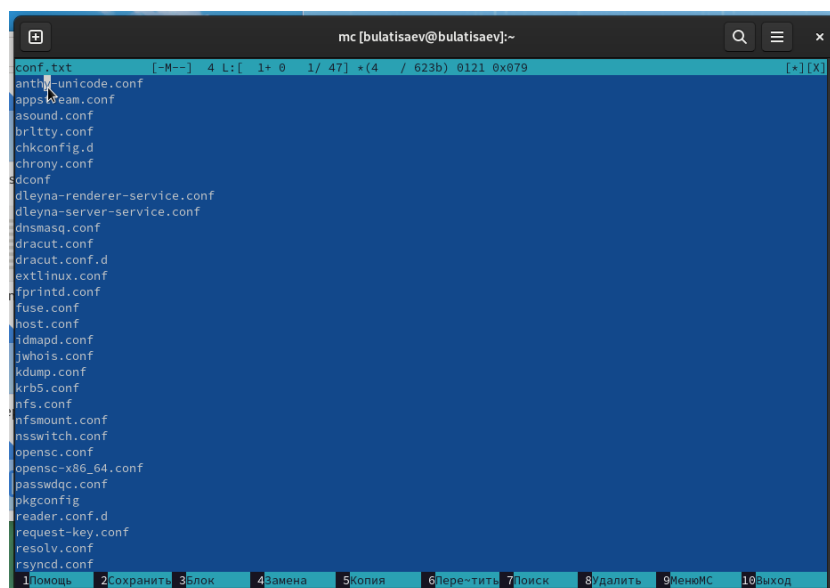 mc [bulatisaev@bulatisaev]:~
conf.txt [-M--] 4 L:[ 1+ 0 1/ 47] *(4 / 623b) 0121 0x079 [*][X]
anthy-unicode.conf
appstream.conf
asound.conf
brltty.conf
chkconfig.d
chrony.conf
dconf
dleyna-renderer-service.conf
dleyna-server-service.conf
dnsmasq.conf
dracut.conf
dracut.conf.d
extlinux.conf
fprintd.conf
fuse.conf
host.conf
idmapd.conf
jwhois.conf
kdump.conf
krb5.conf
nfs.conf
nfsmount.conf
nsswitch.conf
opensc.conf
opensc-x86_64.conf
passwdqc.conf
pkgconfig
reader.conf.d
request-key.conf
resolv.conf
rsyncd.conf
1Помощь 2Сохранить 3Блок 4Замена 5Копия 6Пере~тить 7Поиск 8Удалить 9МенюМС 10Выход